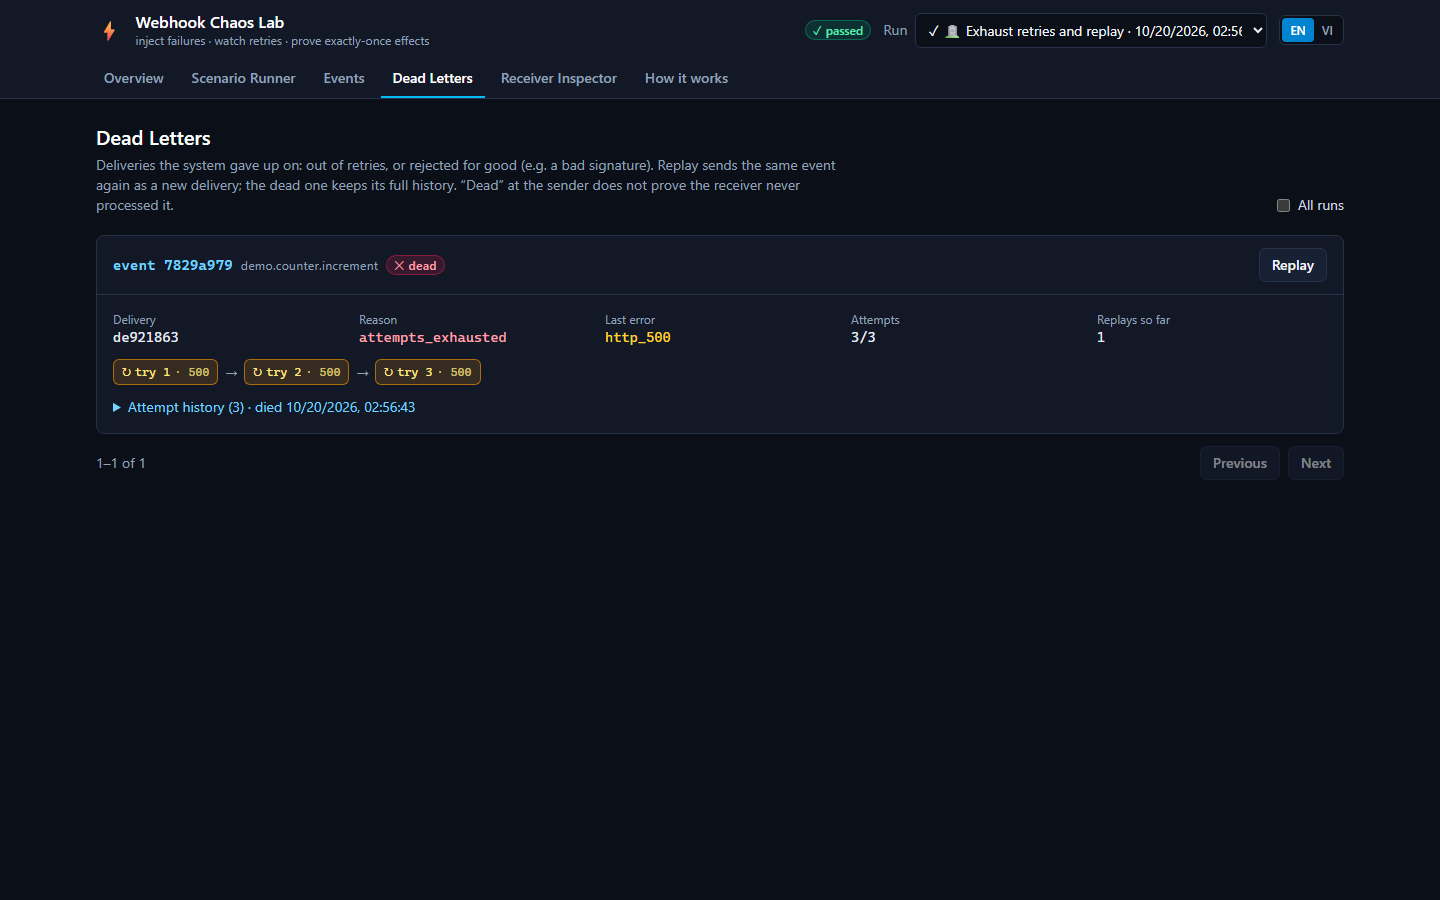 Webhook Chaos Lab
inject failures · watch retries · prove exactly-once effects
✓ passed
Run
✓ 🪦 Exhaust retries and replay · 10/20/2026, 02:56
EN VI
Overview Scenario Runner Events Dead Letters Receiver Inspector How it works
Dead Letters
Deliveries the system gave up on: out of retries, or rejected for good (e.g. a bad signature). Replay sends the same event
again as a new delivery; the dead one keeps its full history. “Dead” at the sender does not prove the receiver never
processed it.
All runs
event 7829a979 demo.counter.increment ✕ dead
Replay
Delivery Reason Last error Attempts Replays so far
de921863 attempts_exhausted http_500 3/3 1
↻ try 1 · 500 → ↻ try 2 · 500 → ↻ try 3 · 500
▶ Attempt history (3) · died 10/20/2026, 02:56:43
1–1 of 1
Previous Next